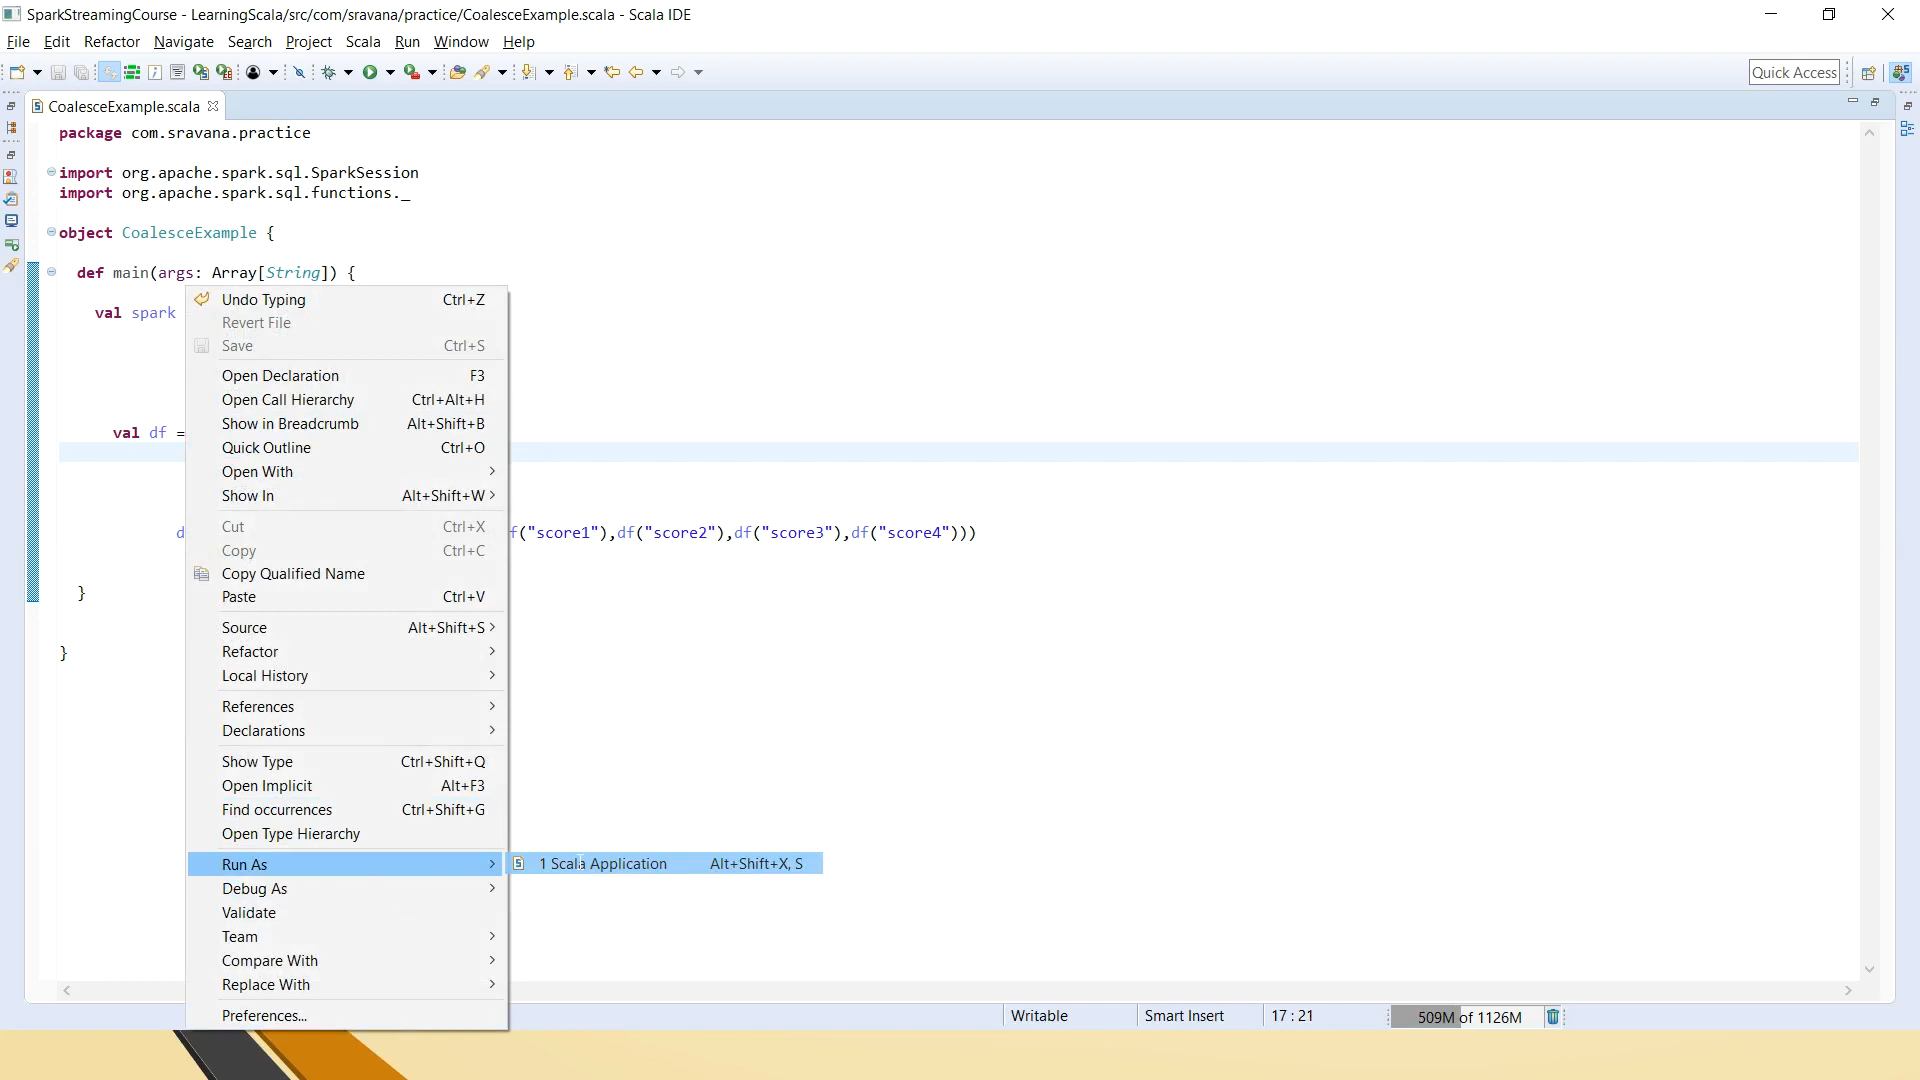 SparkStreamingCourse - LearningScala/src/com/sravana/practice/CoalesceExample.scala - Scala IDE
File Edit Refactor Navigate Search Project Scala Run Window Help
Quick Access
CoalesceExample.scala
package com.sravana.practice
import org.apache.spark.sql.SparkSession
import org.apache.spark.sql.functions._
object CoalesceExample {
def main(args: Array[String]) {
val spark
val df =
d
f("score1"),df("score2"),df("score3"),df("score4")))
}
}
Undo Typing Ctrl+Z
Revert File
Save Ctrl+S
Open Declaration F3
Open Call Hierarchy Ctrl+Alt+H
Show in Breadcrumb Alt+Shift+B
Quick Outline Ctrl+O
Open With
Show In Alt+Shift+W
Cut Ctrl+X
Copy Ctrl+C
Copy Qualified Name
Paste Ctrl+V
Source Alt+Shift+S
Refactor
Local History
References
Declarations
Show Type Ctrl+Shift+Q
Open Implicit Alt+F3
Find occurrences Ctrl+Shift+G
Open Type Hierarchy
Run As
1 Scala Application Alt+Shift+X, S
Debug As
Validate
Team
Compare With
Replace With
Preferences...
Writable Smart Insert 17 : 21 509M of 1126M